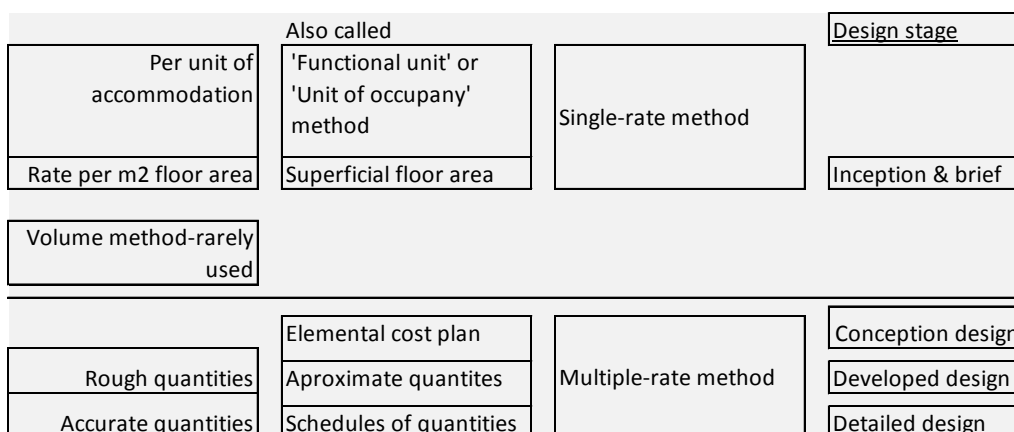 Also called
Design stage
Per unit of
accommodation
'Functional unit' or
'Unit of occupany'
method
Single-rate method
Rate per m2 floor area
Superficial floor area
Inception & brief
Volume method-rarely
used
Elemental cost plan
Conception design
Rough quantities
Aproximate quantites
Multiple-rate method
Developed design
Accurate quantities
Schedules of quantities
Detailed design